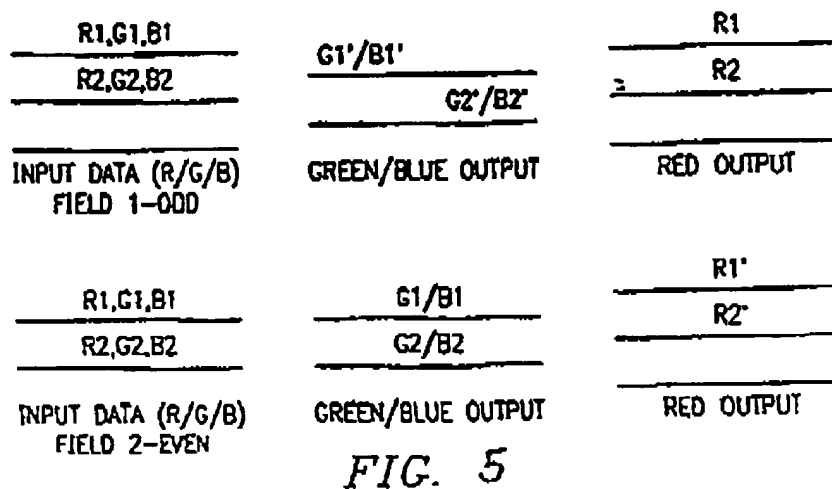 R1,G1,B1
R2,G2,B2
INPUT DATA (R/G/B)
FIELD 1-ODD
G1'/B1'
G2'/B2'
GREEN/BLUE OUTPUT
R1
R2
RED OUTPUT
R1,G1,B1
R2,G2,B2
INPUT DATA (R/G/B)
FIELD 2-EVEN
G1/B1
G2/B2
GREEN/BLUE OUTPUT
R1'
R2'
RED OUTPUT
FIG. 5